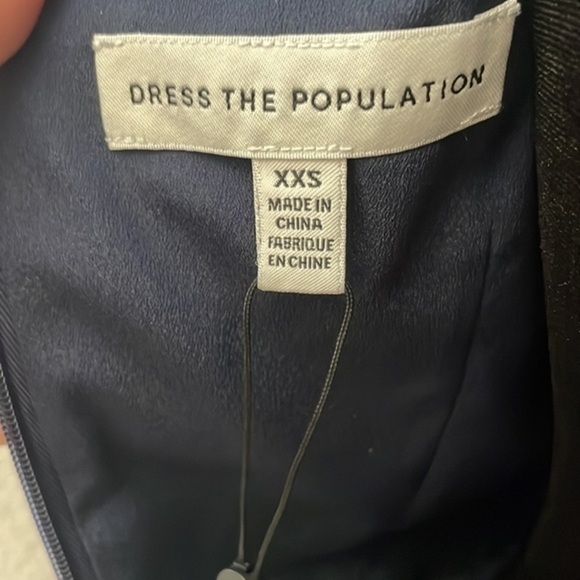 DRESS THE POPULATION
XXS
MADE IN
CHINA
FABRIQUE
EN CHINE